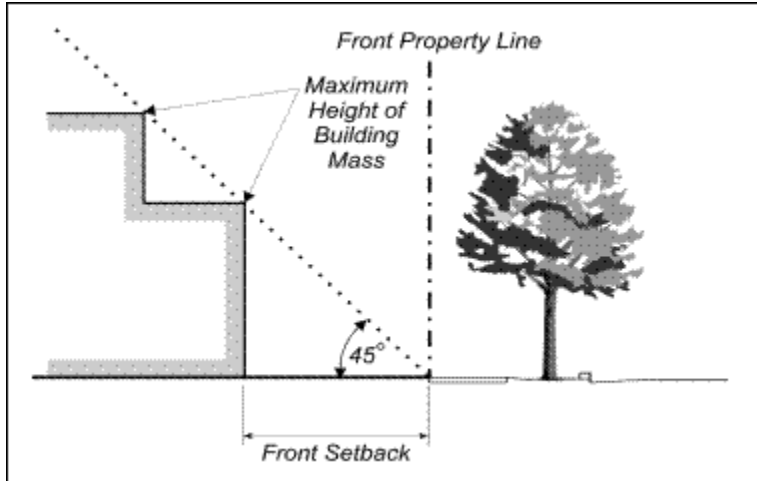 Front Property Line
Maximum
Height of
Building
Mass
45°
Front Setback